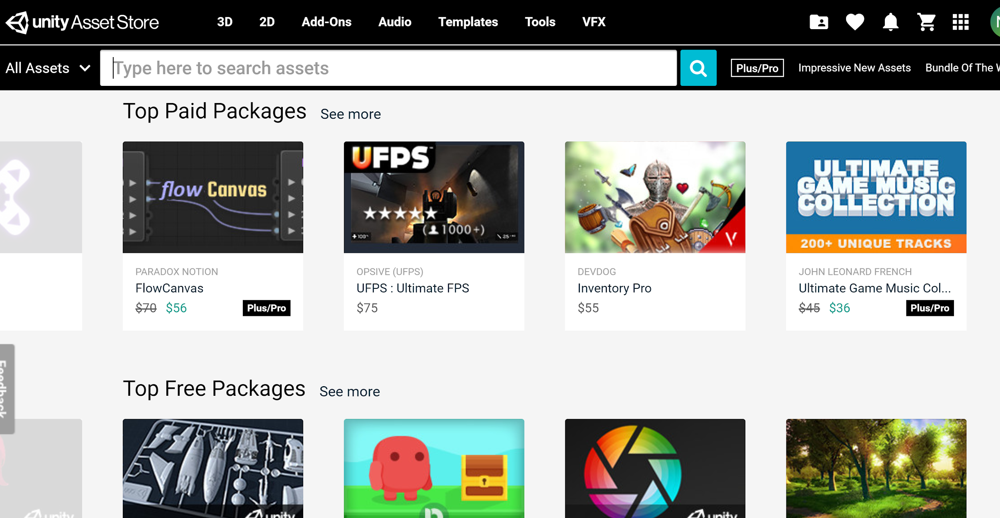 unity Asset Store
3D 2D Add-Ons Audio Templates Tools VFX
All Assets
Type here to search assets
Plus/Pro Impressive New Assets Bundle Of The
Top Paid Packages See more
flow Canvas
UFPS
(1000+)
+100
25
ULTIMATE
GAME MUSIC
COLLECTION
200+ UNIQUE TRACKS
PARADOX NOTION
FlowCanvas
$70 $56 Plus/Pro
OPSIVE (UFPS)
UFPS : Ultimate FPS
$75
DEVDOG
Inventory Pro
$55
JOHN LEONARD FRENCH
Ultimate Game Music Col...
$45 $36 Plus/Pro
Feedback
Top Free Packages See more
unity
unity
unity